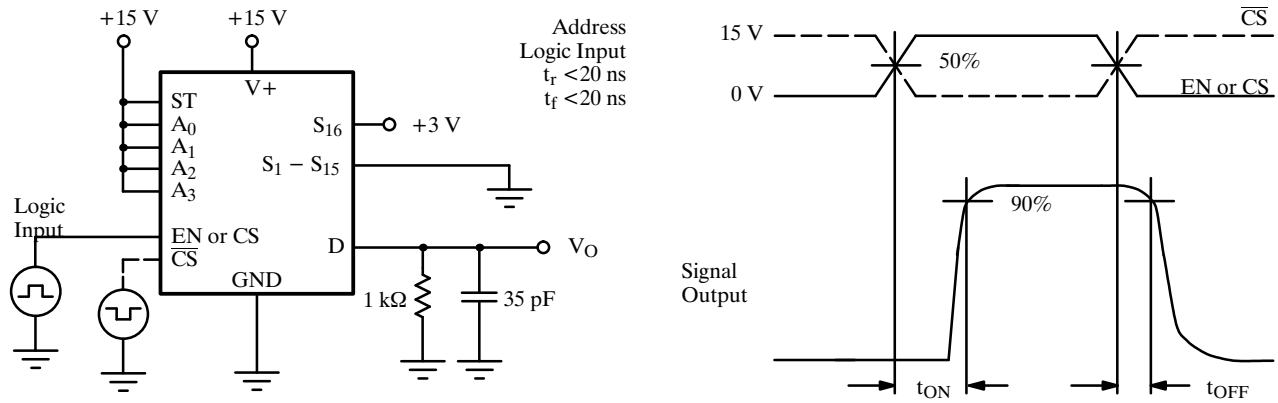 +15 V
+15 V
Address
Logic Input
t_r <20 ns
t_f <20 ns
V+
ST
A_0
A_1
A_2
A_3
S_16
+3 V
S_1 − S_15
Logic
Input
EN or CS
C̅S̅
D
V_O
GND
1 kΩ
35 pF
C̅S̅
15 V
50%
0 V
EN or CS
90%
Signal
Output
t_ON
t_OFF